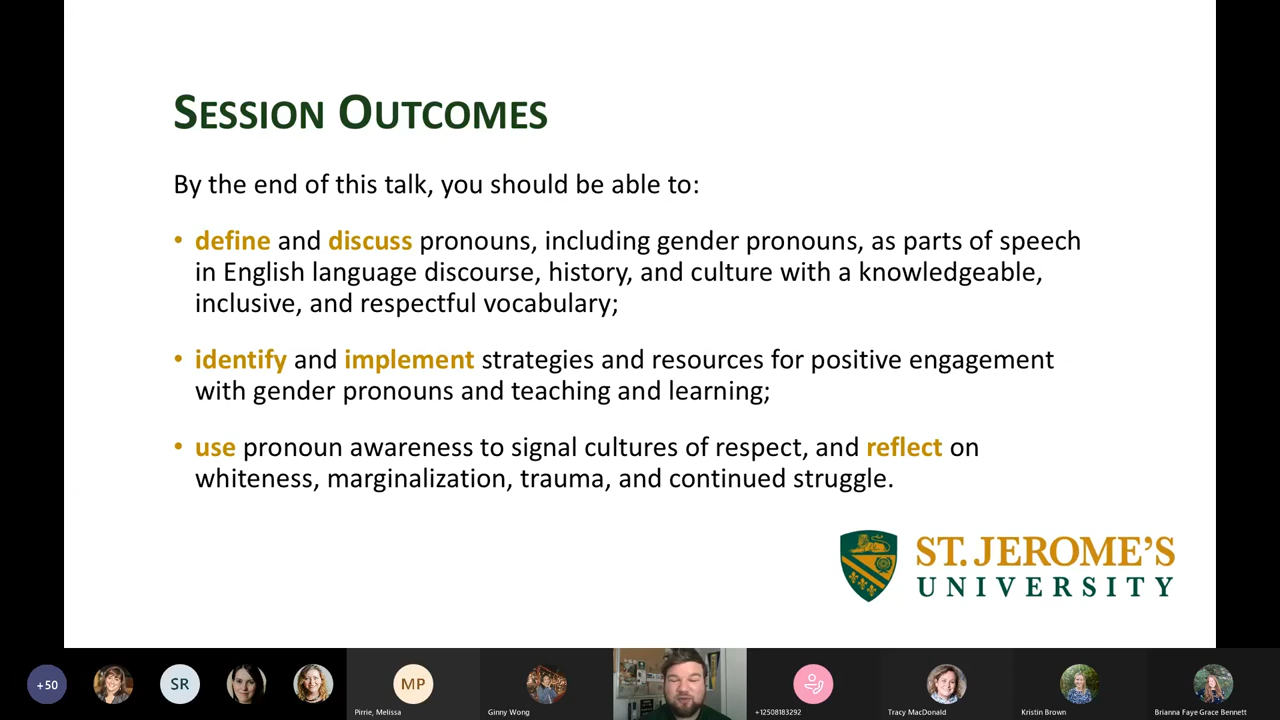 SESSION OUTCOMES
By the end of this talk, you should be able to:
• define and discuss pronouns, including gender pronouns, as parts of speech
in English language discourse, history, and culture with a knowledgeable,
inclusive, and respectful vocabulary;
• identify and implement strategies and resources for positive engagement
with gender pronouns and teaching and learning;
• use pronoun awareness to signal cultures of respect, and reflect on
whiteness, marginalization, trauma, and continued struggle.
ST. JEROME'S
UNIVERSITY
+50
SR
MP
Pirrie, Melissa
Ginny Wong
+12508183292
Tracy MacDonald
Kristin Brown
Brianna Faye Grace Bennett